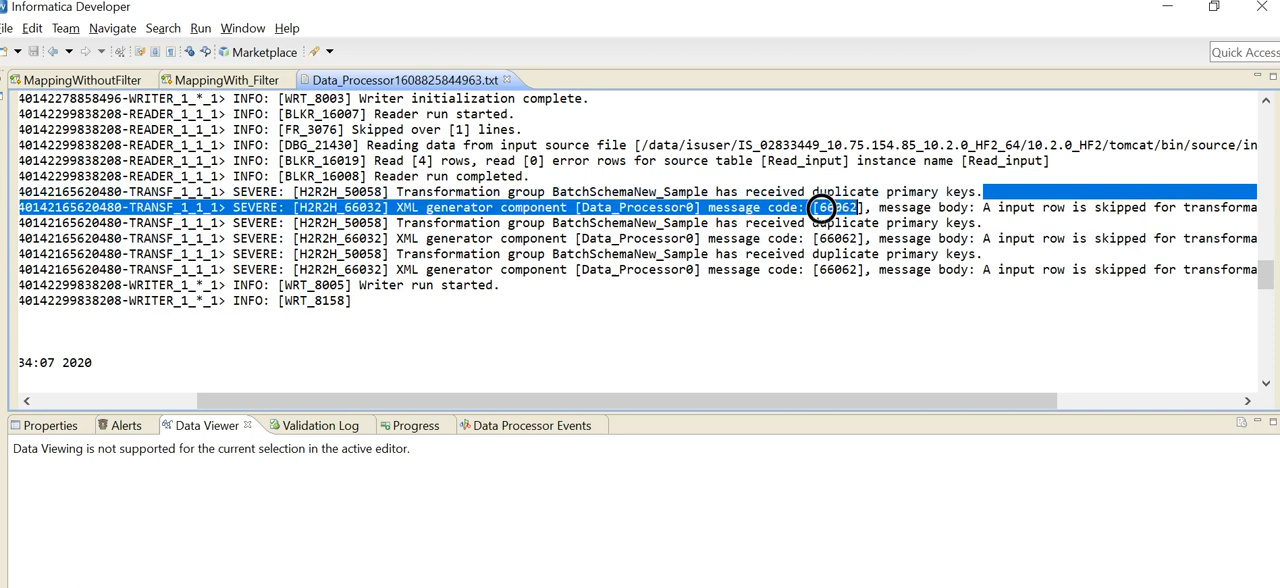 Informatica Developer
ile Edit Team Navigate Search Run Window Help
Marketplace
Quick Access
MappingWithoutFilter MappingWith_Filter Data_Processor1608825844963.txt
40142278858496-WRITER_1_*_1> INFO: [WRT_8003] Writer initialization complete.
40142299838208-READER_1_1_1> INFO: [BLKR_16007] Reader run started.
40142299838208-READER_1_1_1> INFO: [FR_3076] Skipped over [1] lines.
40142299838208-READER_1_1_1> INFO: [DBG_21430] Reading data from input source file [/data/isuser/IS_02833449_10.75.154.85_10.2.0_HF2_64/10.2.0_HF2/tomcat/bin/source/in
40142299838208-READER_1_1_1> INFO: [BLKR_16019] Read [4] rows, read [0] error rows for source table [Read_input] instance name [Read_input]
40142299838208-READER_1_1_1> INFO: [BLKR_16008] Reader run completed.
40142165620480-TRANSF_1_1_1> SEVERE: [H2R2H_50058] Transformation group BatchSchemaNew_Sample has received duplicate primary keys.
40142165620480-TRANSF_1_1_1> SEVERE: [H2R2H_66032] XML generator component [Data_Processor0] message code: [66062], message body: A input row is skipped for transforma
40142165620480-TRANSF_1_1_1> SEVERE: [H2R2H_50058] Transformation group BatchSchemaNew_Sample has received duplicate primary keys.
40142165620480-TRANSF_1_1_1> SEVERE: [H2R2H_66032] XML generator component [Data_Processor0] message code: [66062], message body: A input row is skipped for transforma
40142165620480-TRANSF_1_1_1> SEVERE: [H2R2H_50058] Transformation group BatchSchemaNew_Sample has received duplicate primary keys.
40142165620480-TRANSF_1_1_1> SEVERE: [H2R2H_66032] XML generator component [Data_Processor0] message code: [66062], message body: A input row is skipped for transforma
40142299838208-WRITER_1_*_1> INFO: [WRT_8005] Writer run started.
40142299838208-WRITER_1_*_1> INFO: [WRT_8158]
34:07 2020
Properties Alerts Data Viewer Validation Log Progress Data Processor Events
Data Viewing is not supported for the current selection in the active editor.